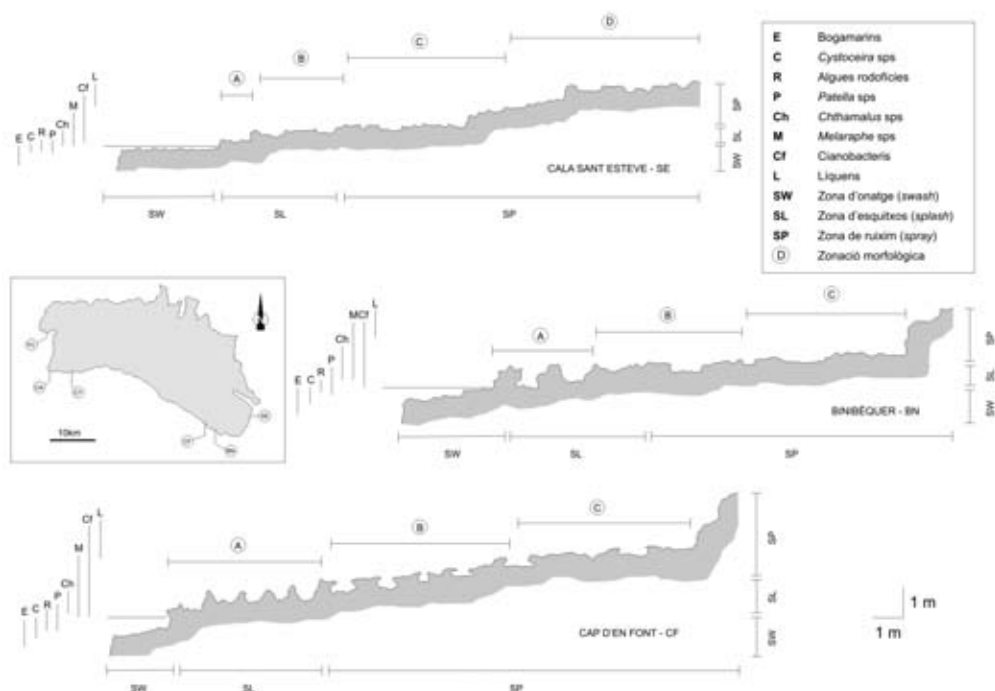 D
C
B
A
L
Cf
M
Ch
P
R
C
E
SP
SL
SW
CALA SANT ESTEVE - SE
SW
SL
SP
E Bogamarins
C Cystoceira sps
R Algues rodofícies
P Patella sps
Ch Chthamalus sps
M Melaraphe sps
Cf Cianobacteris
L Líquens
SW Zona d'onatge (swash)
SL Zona d'esquitxos (splash)
SP Zona de ruixim (spray)
D Zonació morfològica
10km
C
B
A
L
MCf
Ch
P
R
C
E
SP
SL
SW
BINIBÈQUER - BN
SW
SL
SP
C
B
A
L
Cf
M
Ch
P
R
C
E
SP
SL
SW
CAP D'EN FONT - CF
SW
SL
SP
1 m
1 m